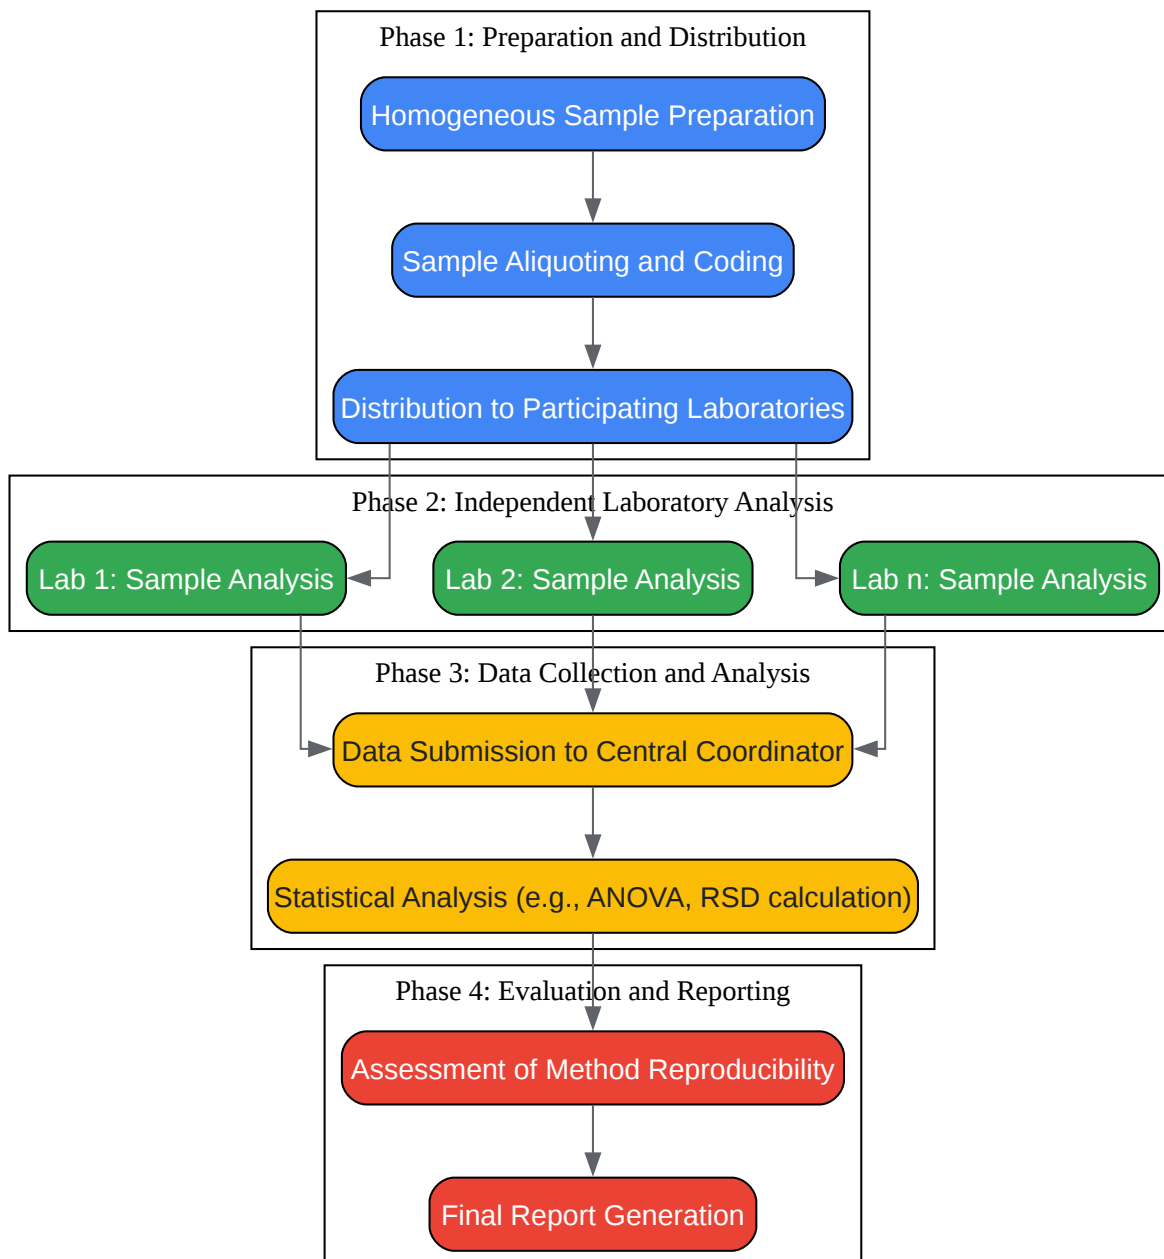 Phase 1: Preparation and Distribution
Homogeneous Sample Preparation
Sample Aliquoting and Coding
Distribution to Participating Laboratories
Phase 2: Independent Laboratory Analysis
Lab 1: Sample Analysis
Lab 2: Sample Analysis
Lab n: Sample Analysis
Phase 3: Data Collection and Analysis
Data Submission to Central Coordinator
Statistical Analysis (e.g., ANOVA, RSD calculation)
Phase 4: Evaluation and Reporting
Assessment of Method Reproducibility
Final Report Generation